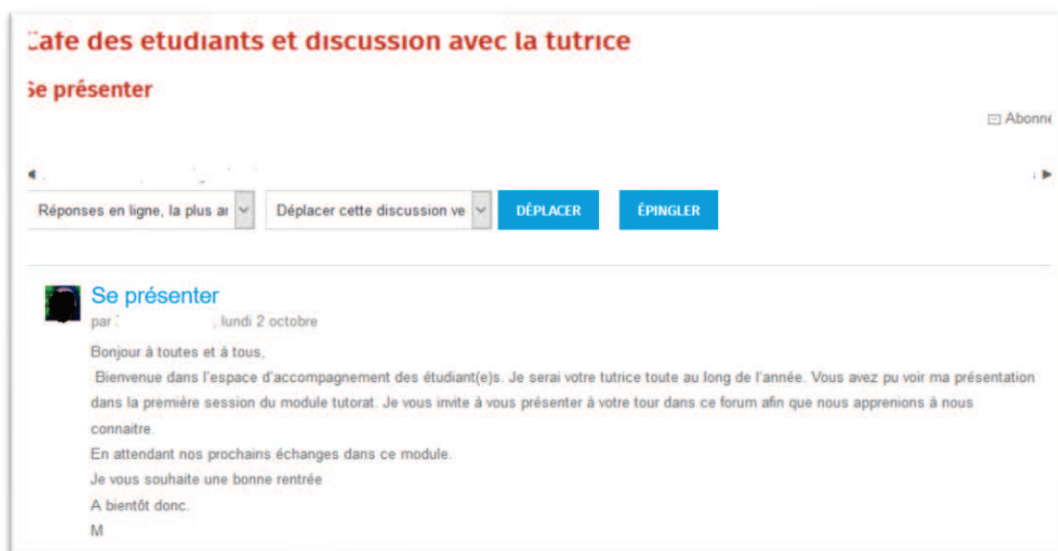 Cafe des etudiants et discussion avec la tutrice
Se présenter
Abonné
Réponses en ligne, la plus ar
Déplacer cette discussion ve
DÉPLACER
ÉPINGLER
Se présenter
par
, lundi 2 octobre
Bonjour à toutes et à tous,
Bienvenue dans l'espace d'accompagnement des étudiant(e)s. Je serai votre tutrice toute au long de l'année. Vous avez pu voir ma présentation
dans la première session du module tutorat. Je vous invite à vous présenter à votre tour dans ce forum afin que nous apprenions à nous
connaitre.
En attendant nos prochains échanges dans ce module.
Je vous souhaite une bonne rentrée
A bientôt donc.
M